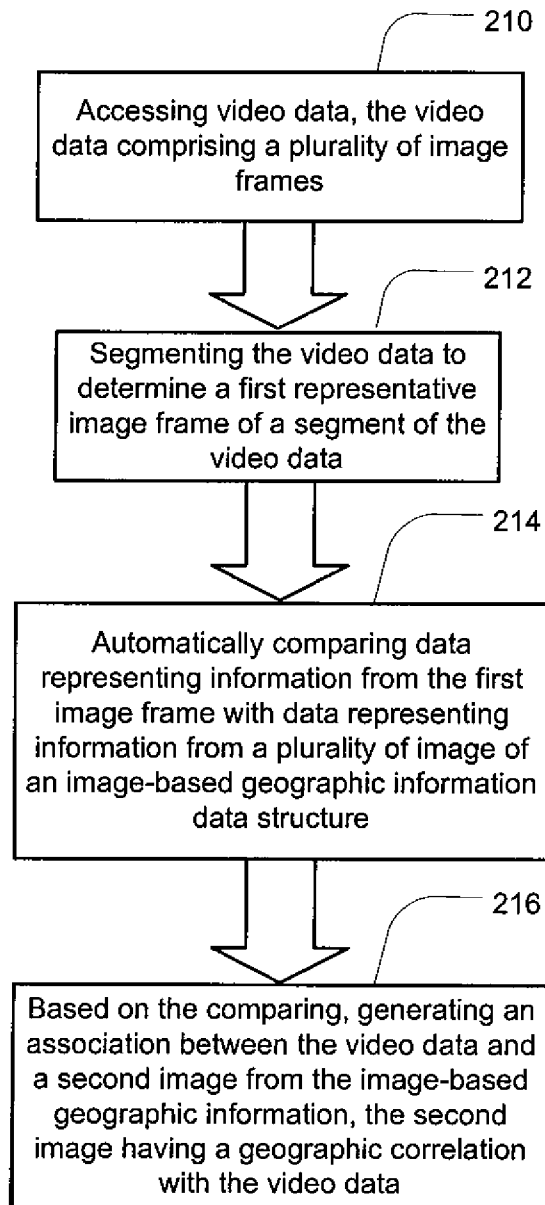 210
Accessing video data, the video
data comprising a plurality of image
frames
212
Segmenting the video data to
determine a first representative
image frame of a segment of the
video data
214
Automatically comparing data
representing information from the first
image frame with data representing
information from a plurality of image of
an image-based geographic information
data structure
216
Based on the comparing, generating an
association between the video data and
a second image from the image-based
geographic information, the second
image having a geographic correlation
with the video data